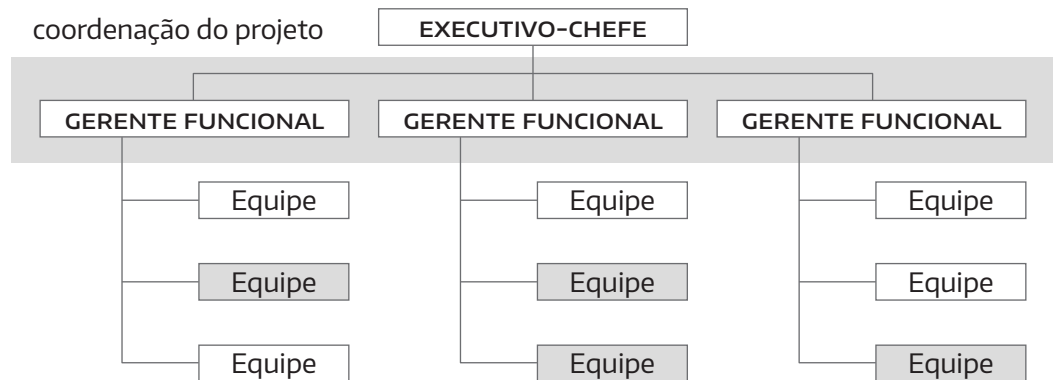 coordenação do projeto
EXECUTIVO-CHEFE
GERENTE FUNCIONAL
GERENTE FUNCIONAL
GERENTE FUNCIONAL
Equipe
Equipe
Equipe
Equipe
Equipe
Equipe
Equipe
Equipe
Equipe